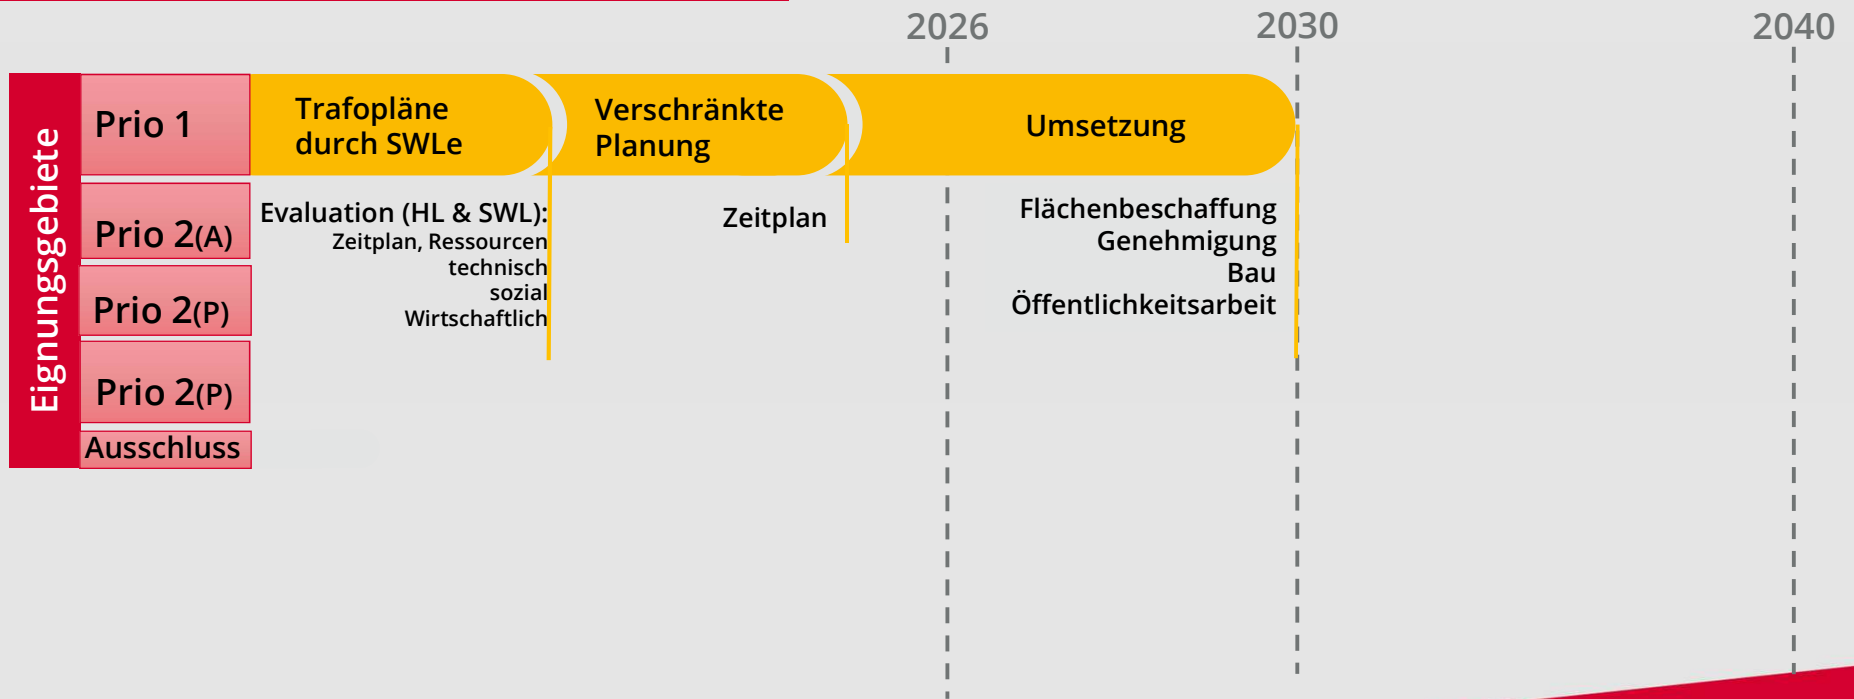 2026
2030
2040
Eignungsgebiete
Prio 1
Trafopläne
durch SWLe
Verschränkte
Planung
Umsetzung
Prio 2(A)
Evaluation (HL & SWL):
Zeitplan, Ressourcen
technisch
sozial
Wirtschaftlich
Zeitplan
Flächenbeschaffung
Genehmigung
Bau
Öffentlichkeitsarbeit
Prio 2(P)
Prio 2(P)
Ausschluss